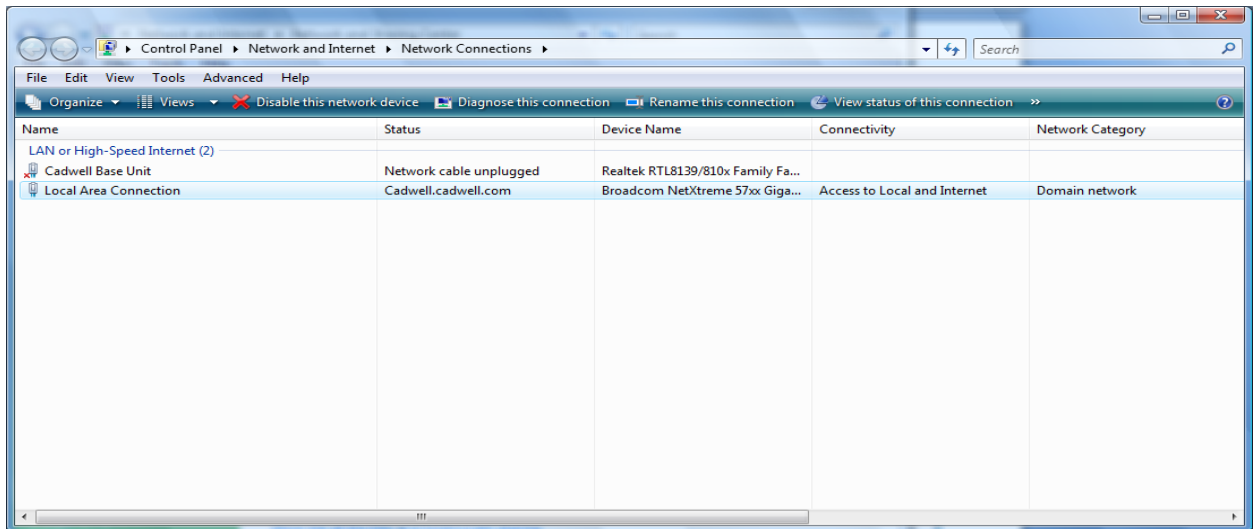 Control Panel Network and Internet Network Connections Search
File Edit View Tools Advanced Help
Organize Views Disable this network device Diagnose this connection Rename this connection View status of this connection »
Name Status Device Name Connectivity Network Category
LAN or High-Speed Internet (2)
Cadwell Base Unit Network cable unplugged Realtek RTL8139/810x Family Fa...
Local Area Connection Cadwell.cadwell.com Broadcom NetXtreme 57xx Giga... Access to Local and Internet Domain network